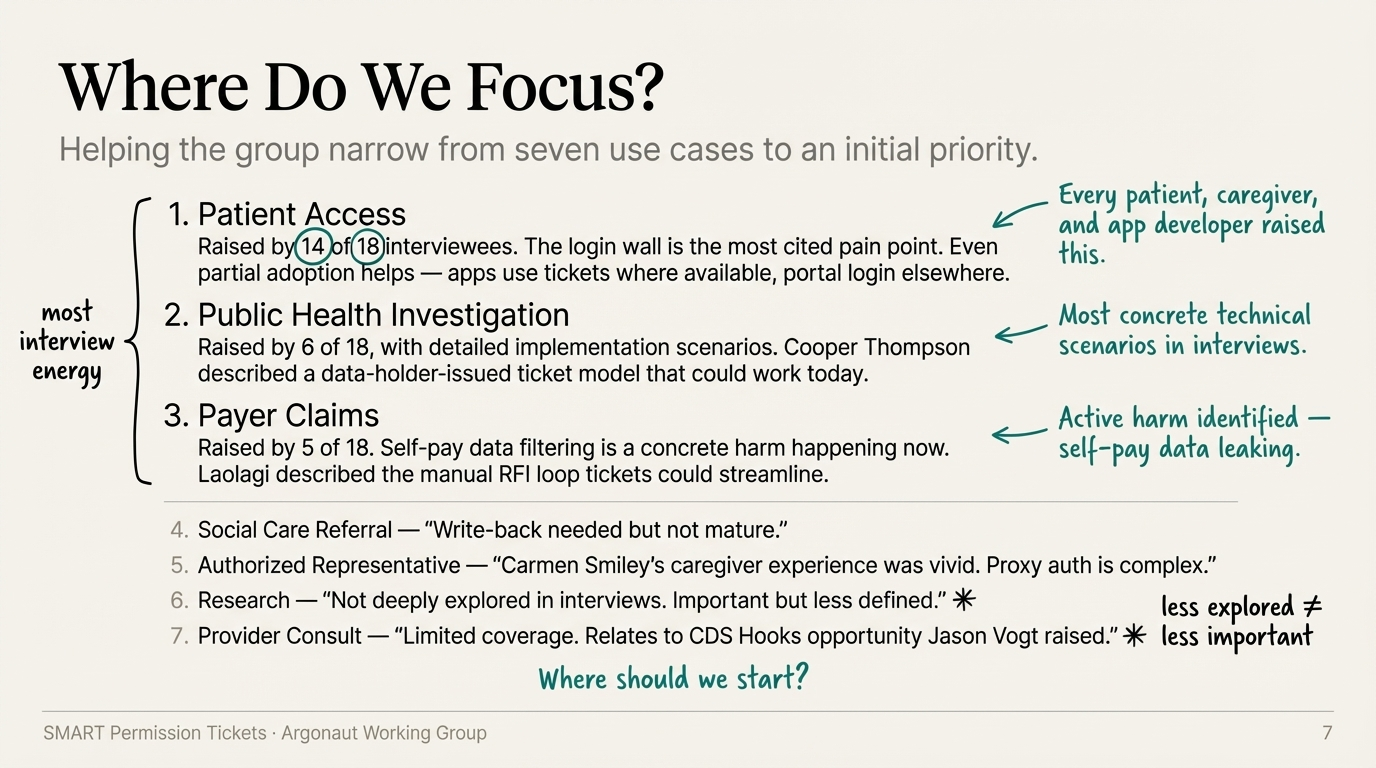 Where Do We Focus?
Helping the group narrow from seven use cases to an initial priority.
1. Patient Access
Raised by 14 of 18 interviewees. The login wall is the most cited pain point. Even
partial adoption helps — apps use tickets where available, portal login elsewhere.
Every patient, caregiver,
and app developer raised
this.
most
interview
energy
2. Public Health Investigation
Raised by 6 of 18, with detailed implementation scenarios. Cooper Thompson
described a data-holder-issued ticket model that could work today.
Most concrete technical
scenarios in interviews.
3. Payer Claims
Raised by 5 of 18. Self-pay data filtering is a concrete harm happening now.
Laolagi described the manual RFI loop tickets could streamline.
Active harm identified —
self-pay data leaking.
4. Social Care Referral — “Write-back needed but not mature.”
5. Authorized Representative — “Carmen Smiley’s caregiver experience was vivid. Proxy auth is complex.”
6. Research — “Not deeply explored in interviews. Important but less defined.” *
7. Provider Consult — “Limited coverage. Relates to CDS Hooks opportunity Jason Vogt raised.” *
less explored ≠
less important
Where should we start?
SMART Permission Tickets · Argonaut Working Group
7